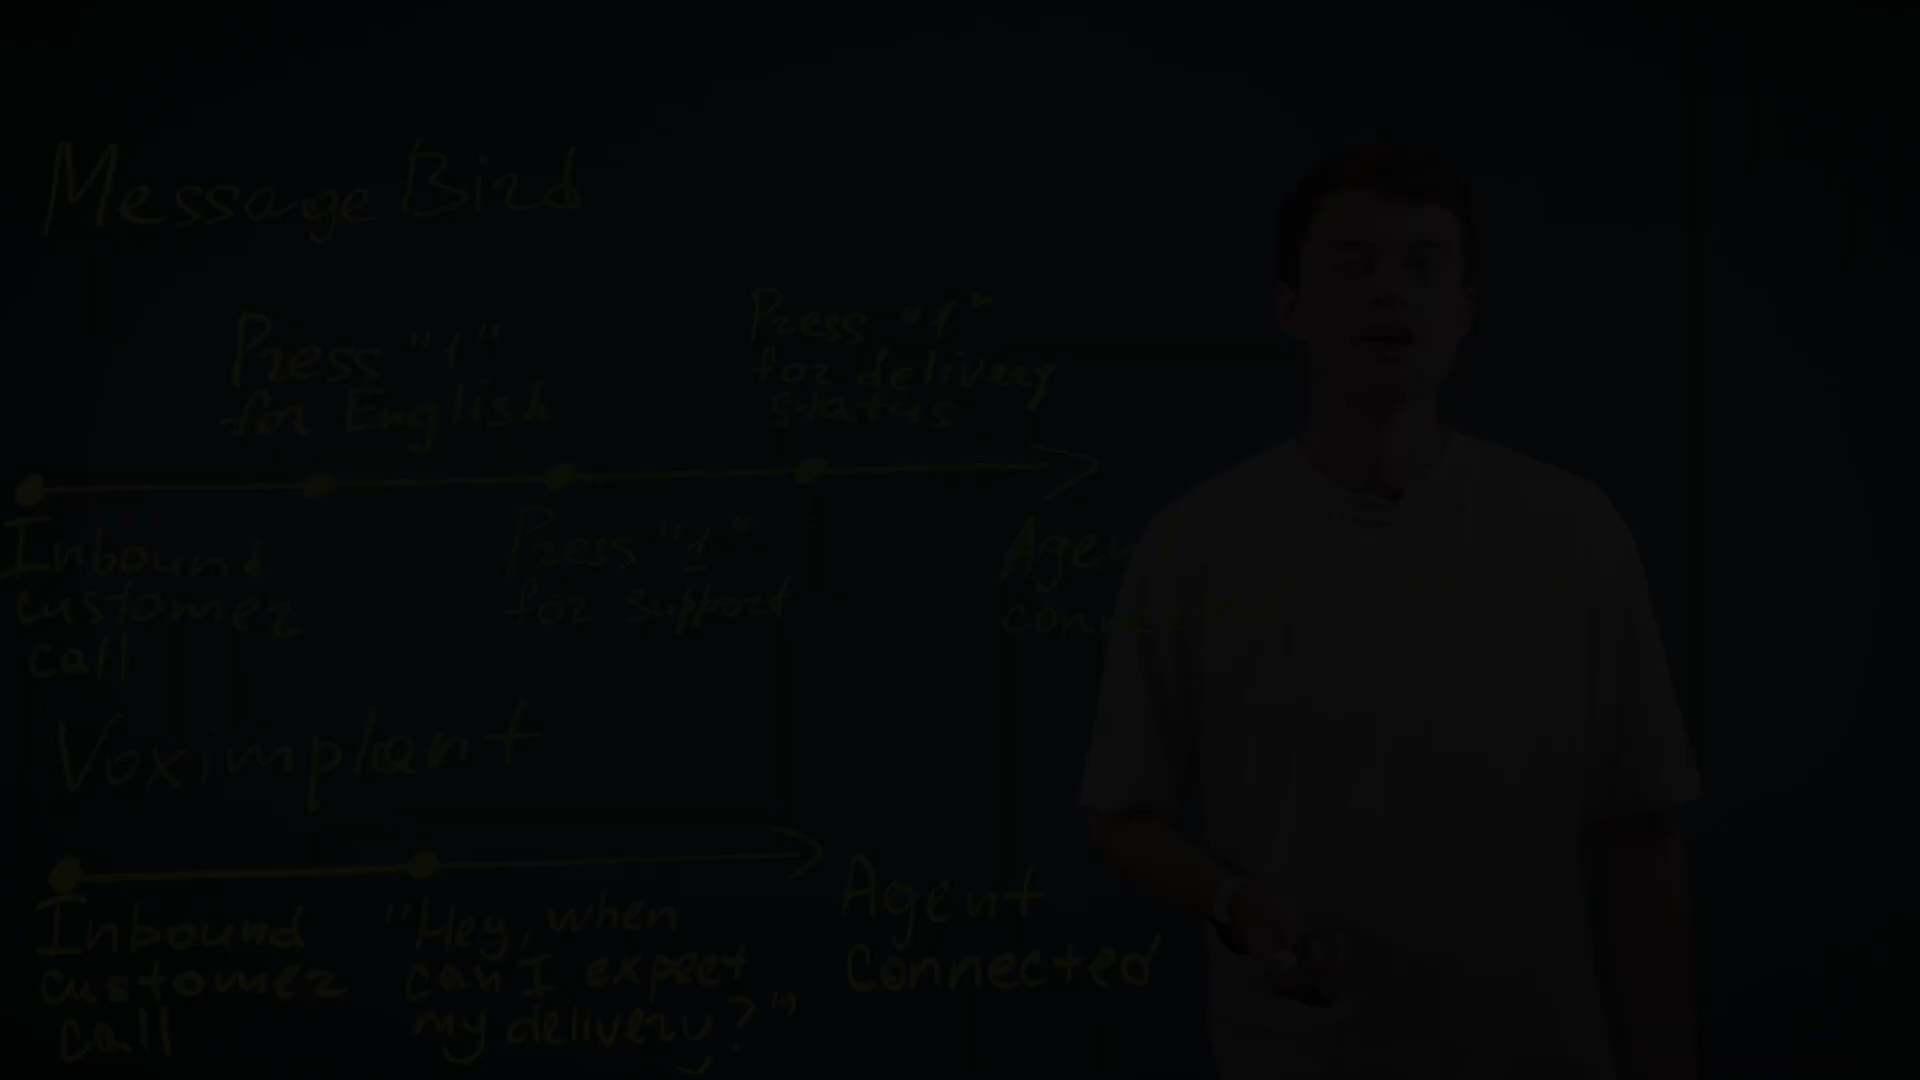 Message Bird
Press "1"
for English
Press "1"
for delivery
status
Inbound
customer
call
Press "1"
for support
Agent
connected
Voximplant
Inbound
customer
call
"Hey, when
can I expect
my delivery?"
Agent
Connected